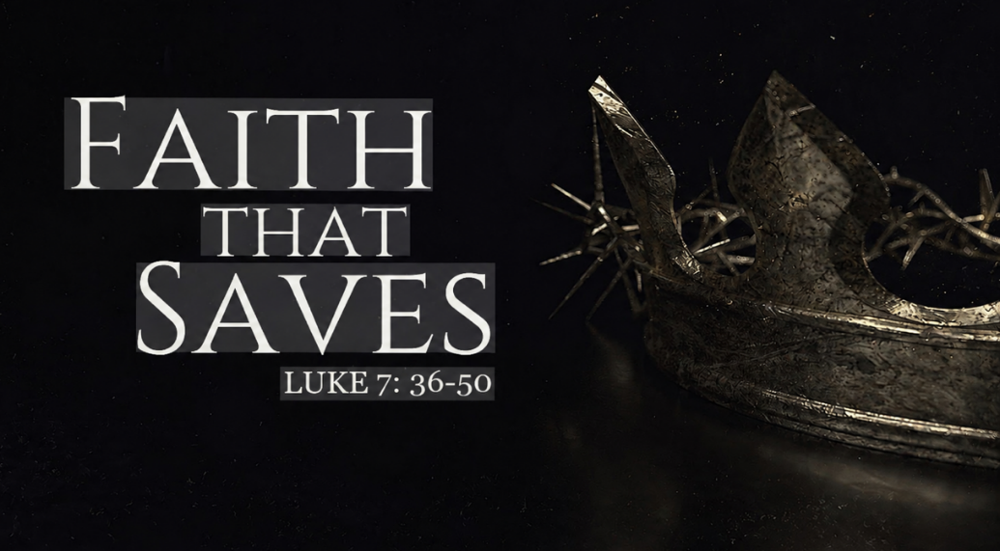 FAITH
THAT
SAVES
LUKE 7: 36-50